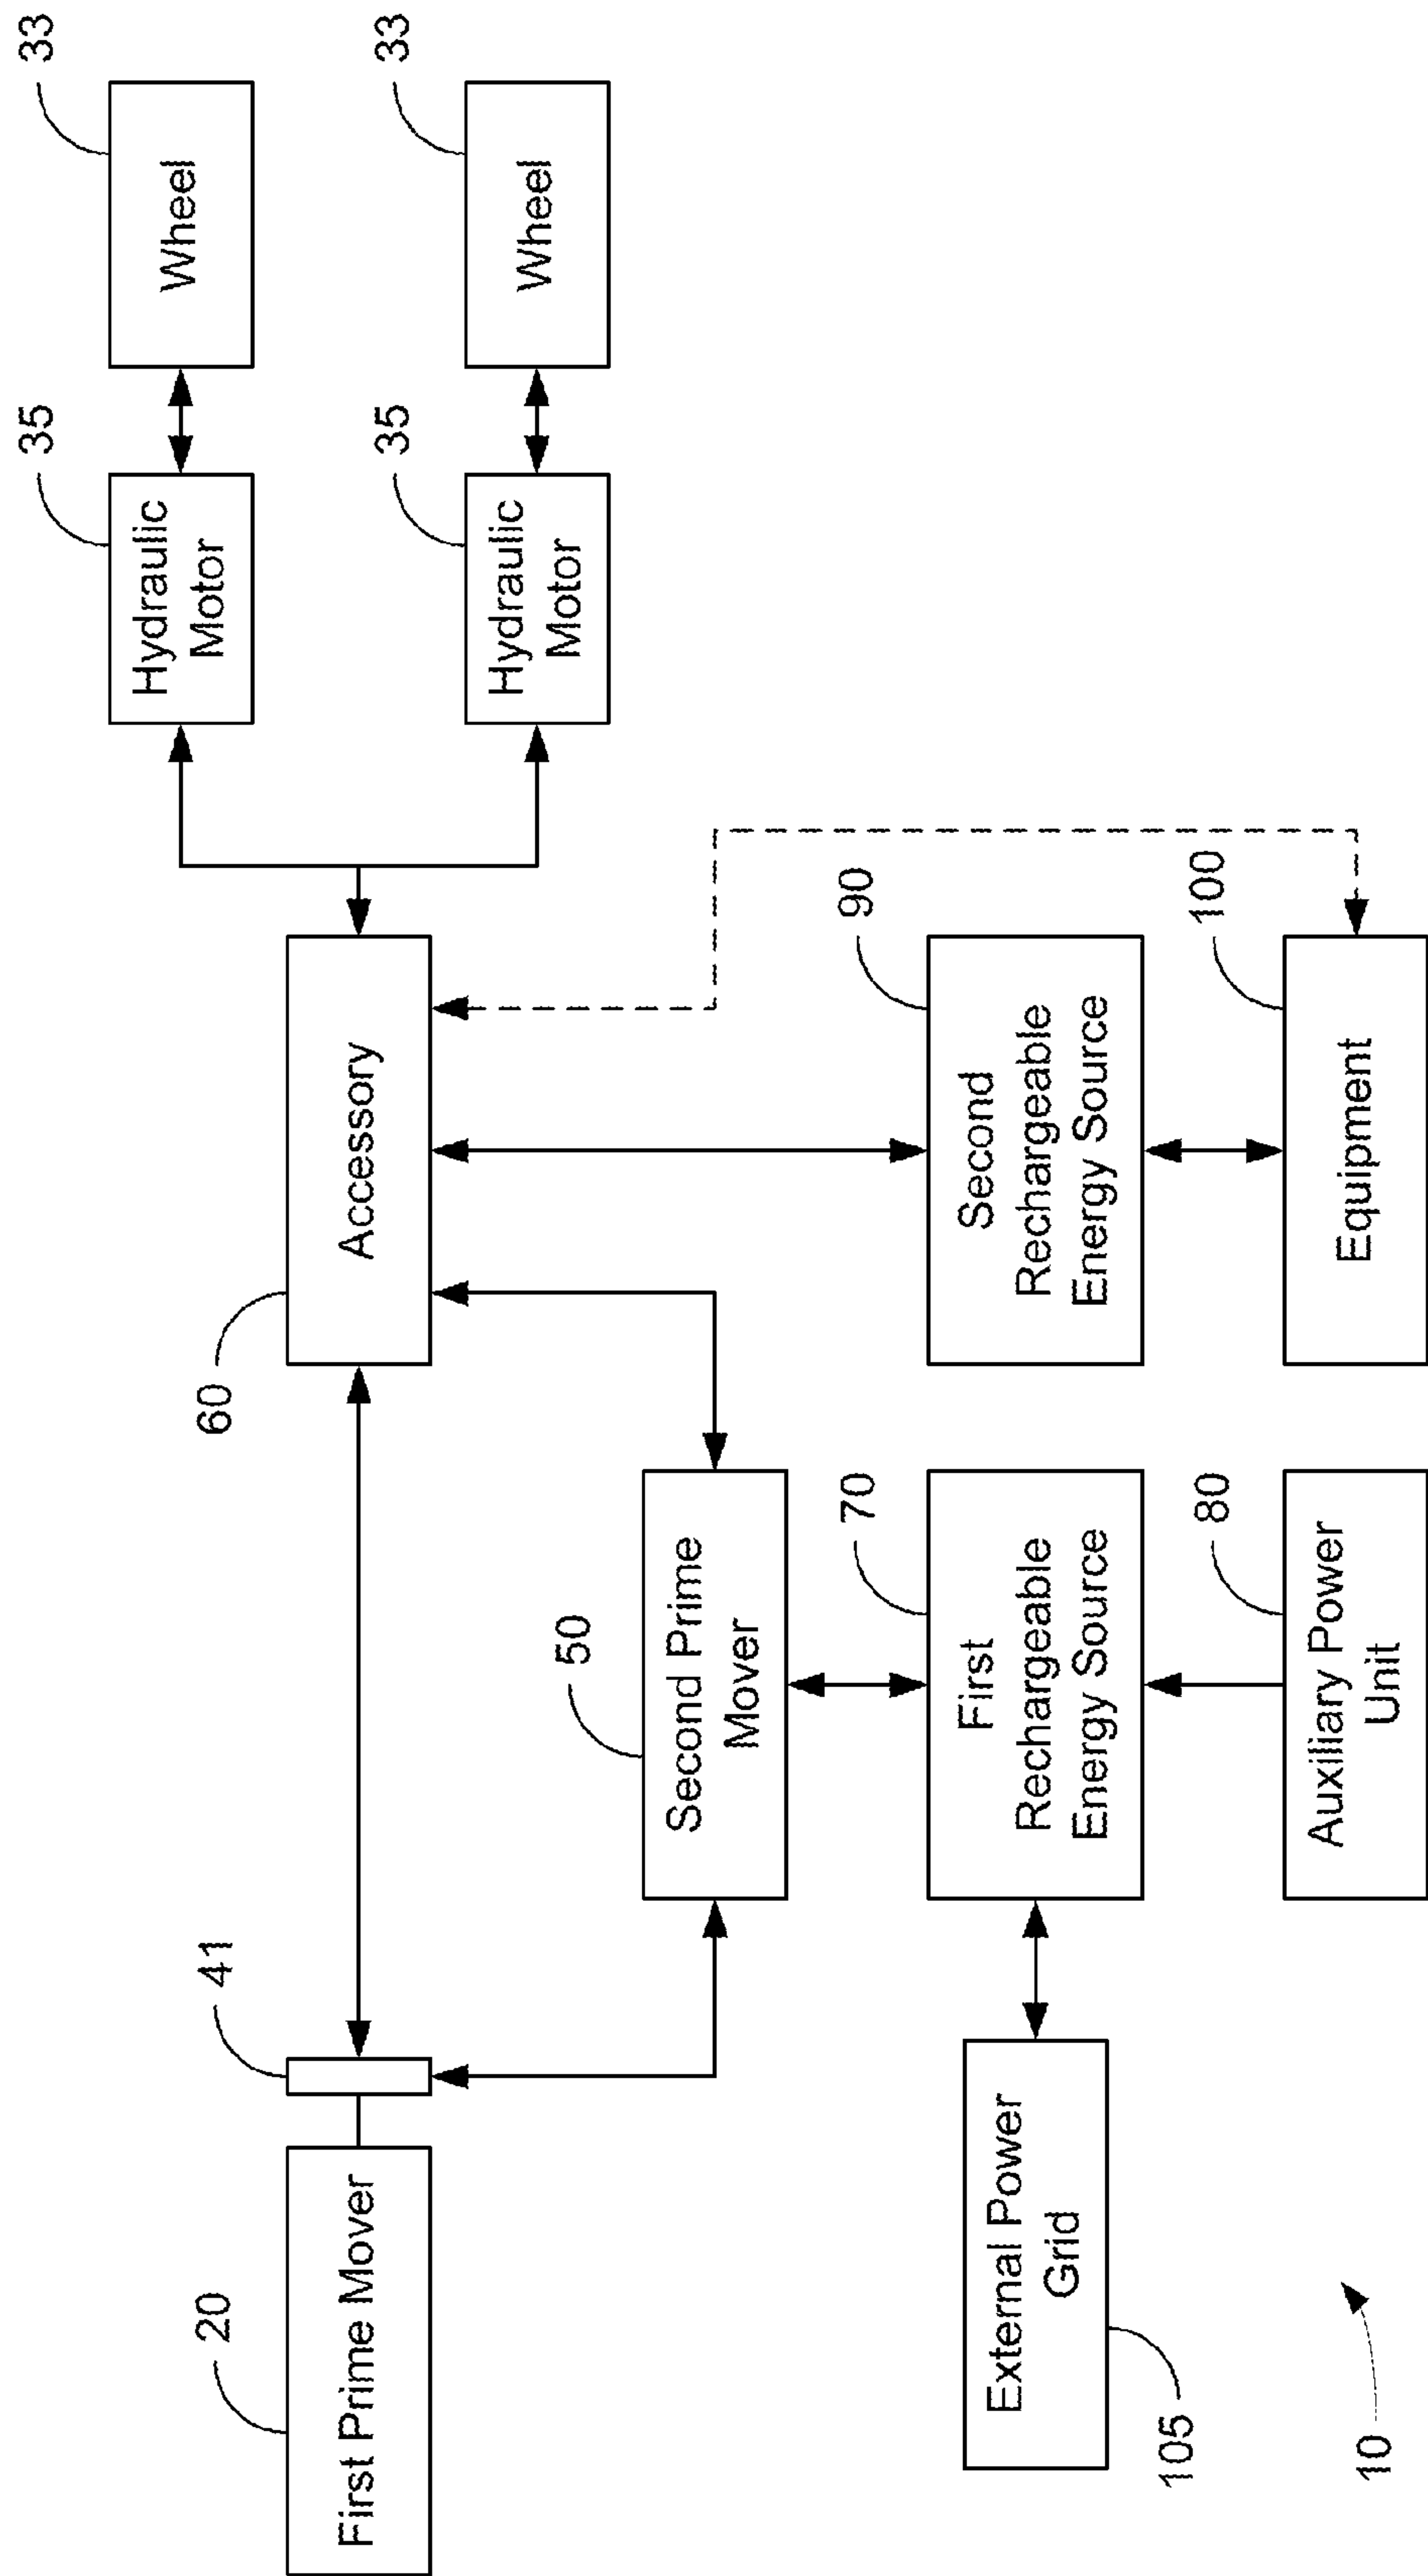 33
Wheel
35
Hydraulic
Motor
33
Wheel
35
Hydraulic
Motor
20
First Prime Mover
41
60
Accessory
50
Second Prime
Mover
105
External Power
Grid
70
First
Rechargeable
Energy Source
90
Second
Rechargeable
Energy Source
80
Auxiliary Power
Unit
100
Equipment
10